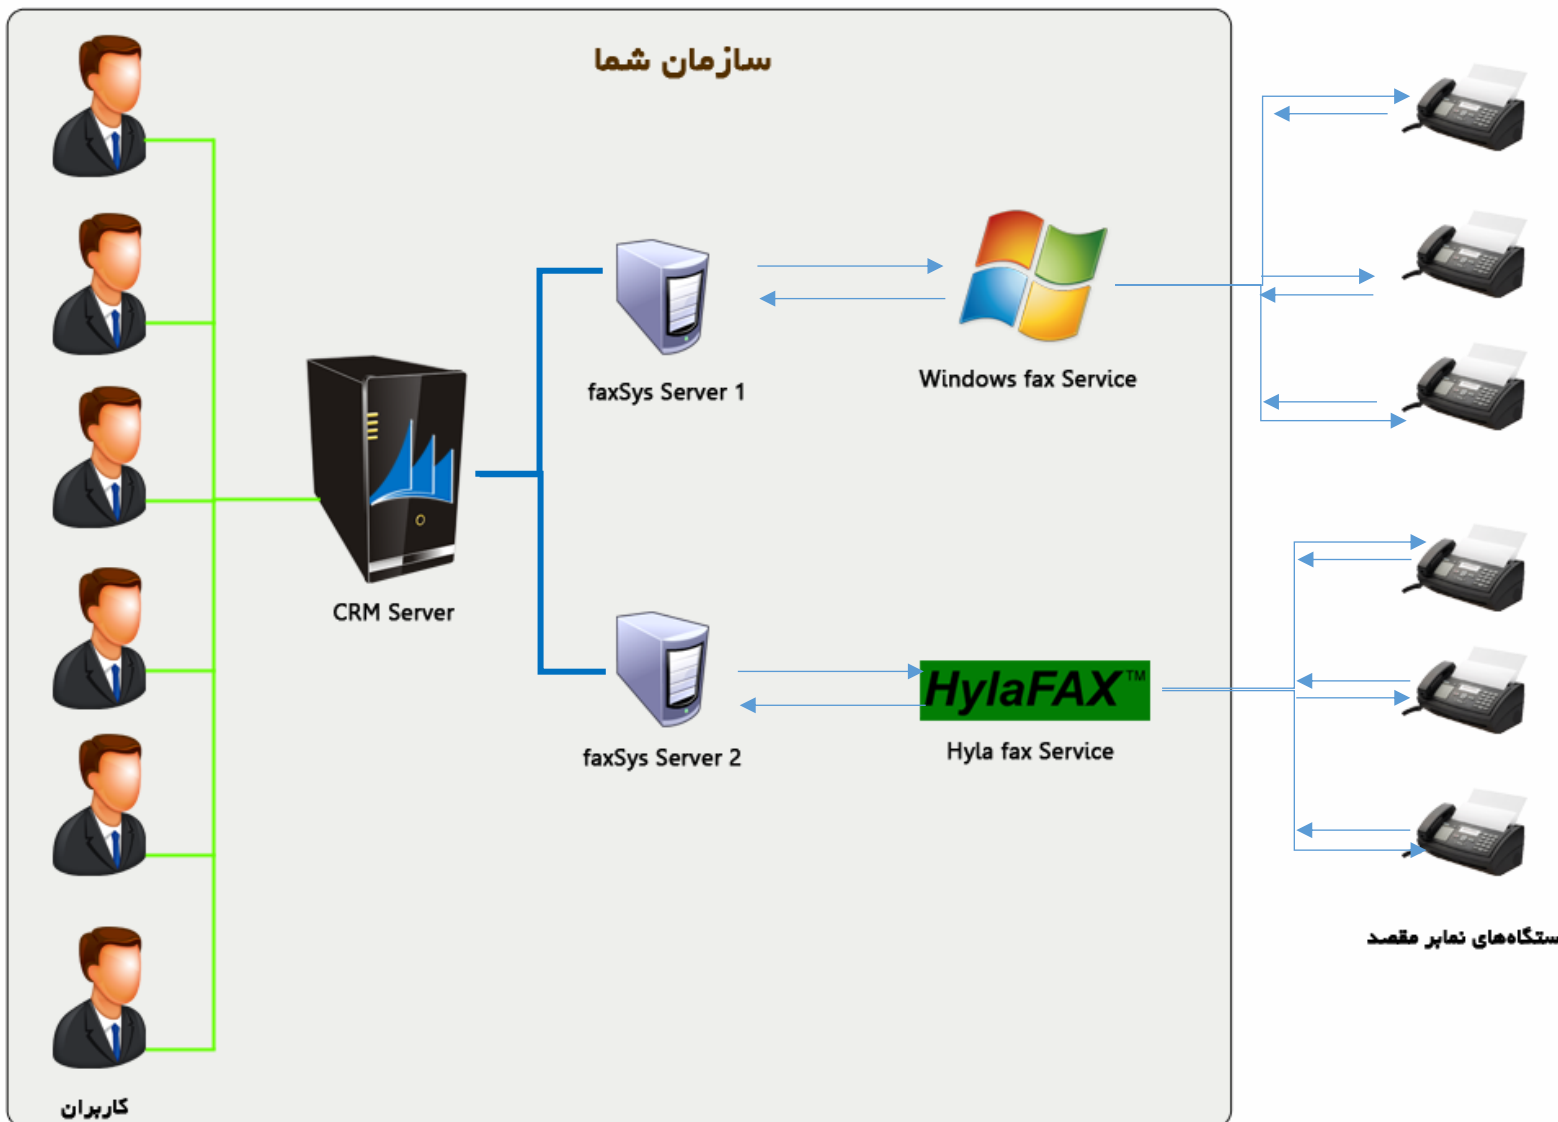 سازمان شما
faxSys Server 1
Windows fax Service
CRM Server
HylaFAX™
Hyla fax Service
faxSys Server 2
ستگاه‌های نمابر مقصد
کاربران